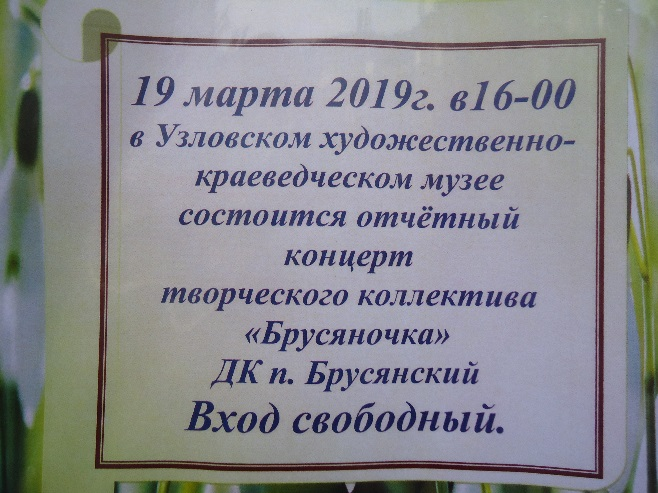 19 марта 2019г. в16-00
в Узловском художественно-
краеведческом музее
состоится отчётный
концерт
творческого коллектива
«Брусяночка»
ДК п. Брусянский
Вход свободный.